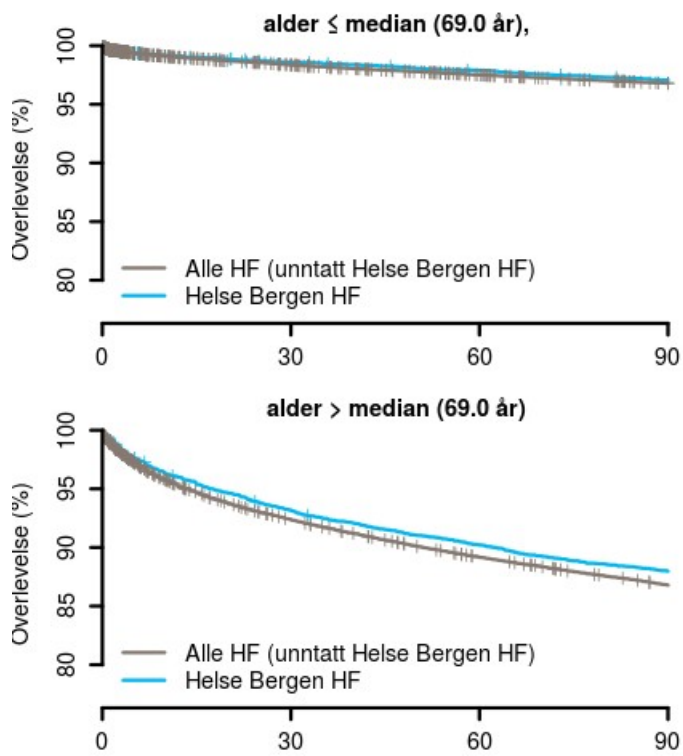 alder ≤ median (69.0 år),
Overlevelse (%)
100
95
90
85
80
Alle HF (unntatt Helse Bergen HF)
Helse Bergen HF
0 30 60 90
alder > median (69.0 år)
Overlevelse (%)
100
95
90
85
80
Alle HF (unntatt Helse Bergen HF)
Helse Bergen HF
0 30 60 90